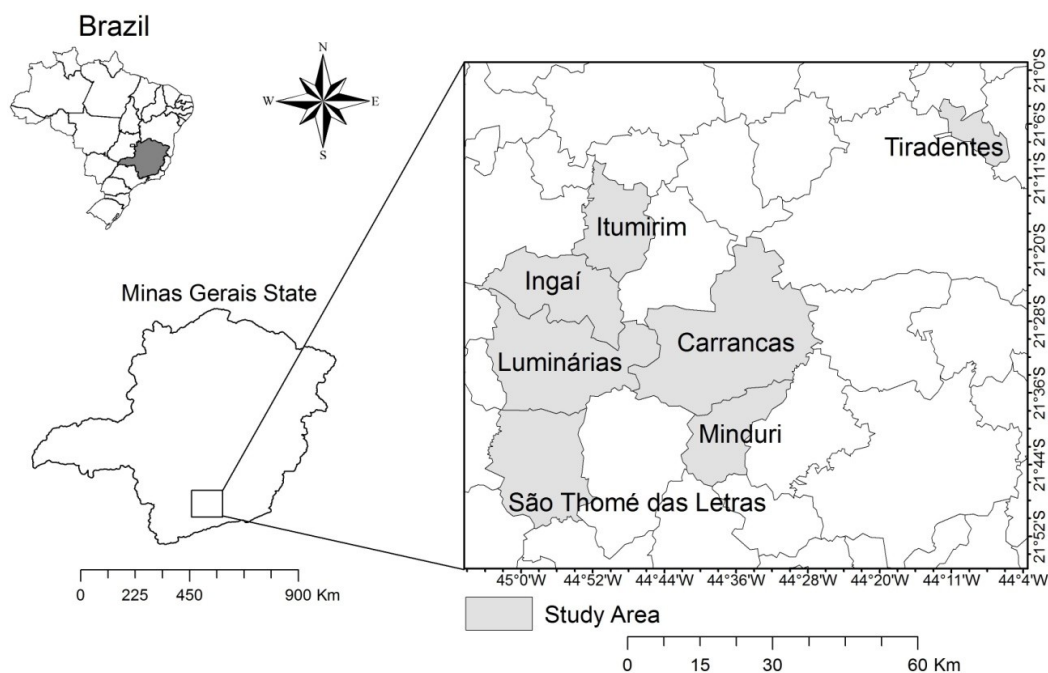 Brazil
N
W E
S
Minas Gerais State
0 225 450 900 Km
Tiradentes
Itumirim
Ingaí
Carrancas
Luminárias
Minduri
São Thomé das Letras
21°0'S
21°6'S
21°11'S
21°20'S
21°28'S
21°36'S
21°44'S
21°52'S
45°0'W 44°52'W 44°44'W 44°36'W 44°28'W 44°20'W 44°11'W 44°4'W
Study Area
0 15 30 60 Km